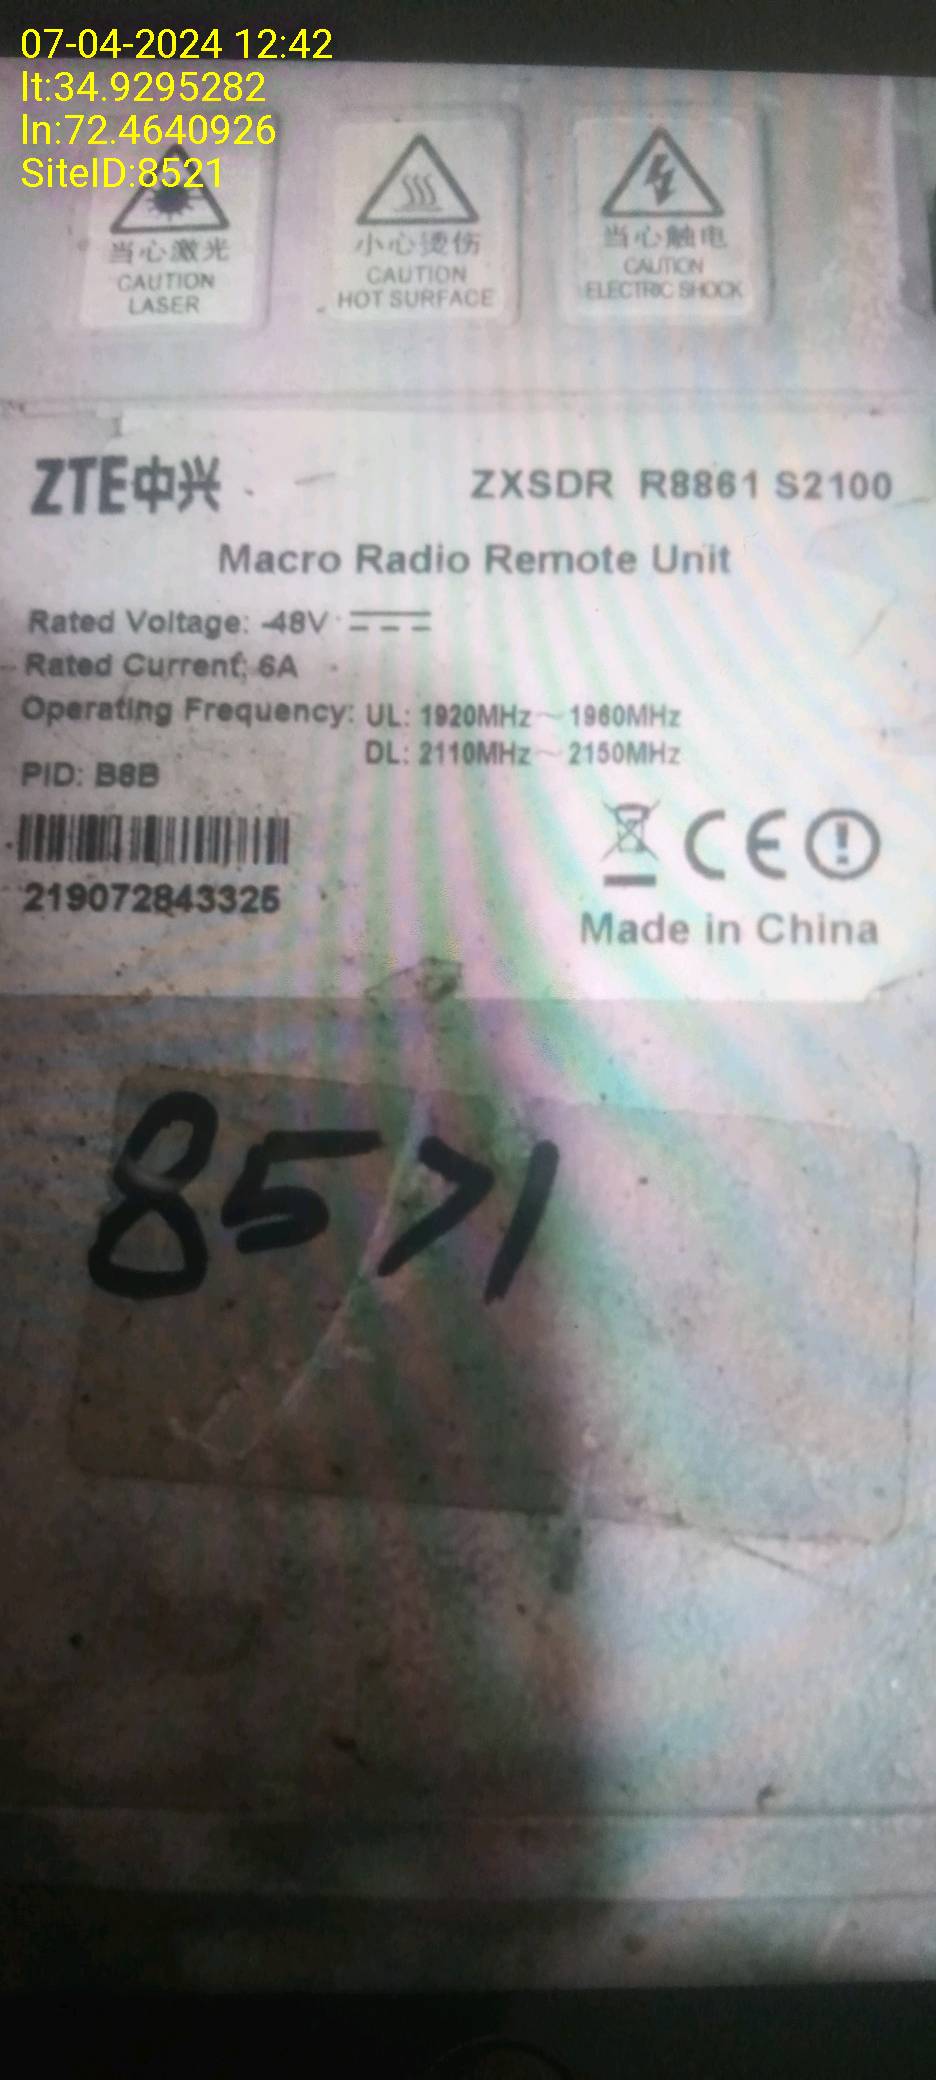 07-04-2024 12:42
lt:34.9295282
ln:72.4640926
SiteID:8521
当心激光
CAUTION
LASER
小心烫伤
CAUTION
HOT SURFACE
当心触电
CAUTION
ELECTRIC SHOCK
ZTE中兴
ZXSDR R8861 S2100
Macro Radio Remote Unit
Rated Voltage: -48V
Rated Current: 6A
Operating Frequency: UL: 1920MHz~1960MHz
DL: 2110MHz~2150MHz
PID: B8B
219072843325
CE
Made in China
8571